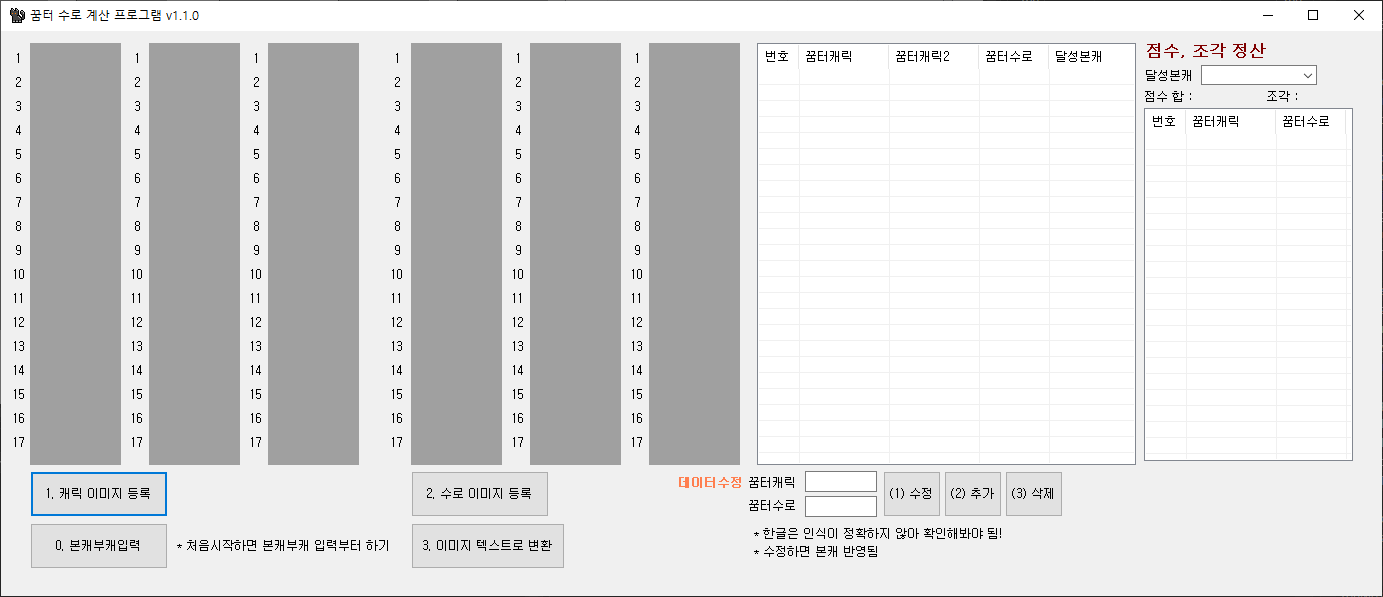 꿈터 수로 계산 프로그램 v1.1.0
1 1 1 1 1 1
2 2 2 2 2 2
3 3 3 3 3 3
4 4 4 4 4 4
5 5 5 5 5 5
6 6 6 6 6 6
7 7 7 7 7 7
8 8 8 8 8 8
9 9 9 9 9 9
10 10 10 10 10 10
11 11 11 11 11 11
12 12 12 12 12 12
13 13 13 13 13 13
14 14 14 14 14 14
15 15 15 15 15 15
16 16 16 16 16 16
17 17 17 17 17 17
번호 꿈터캐릭 꿈터캐릭2 꿈터수로 달성본캐
점수, 조각 정산
달성본캐
점수 합 : 조각 :
번호 꿈터캐릭 꿈터수로
1. 캐릭 이미지 등록
2. 수로 이미지 등록
0. 본캐부캐입력
* 처음시작하면 본캐부캐 입력부터 하기
3. 이미지 텍스트로 변환
데이터수정 꿈터캐릭
꿈터수로
(1) 수정 (2) 추가 (3) 삭제
* 한글은 인식이 정확하지 않아 확인해봐야 됨!
* 수정하면 본캐 반영됨